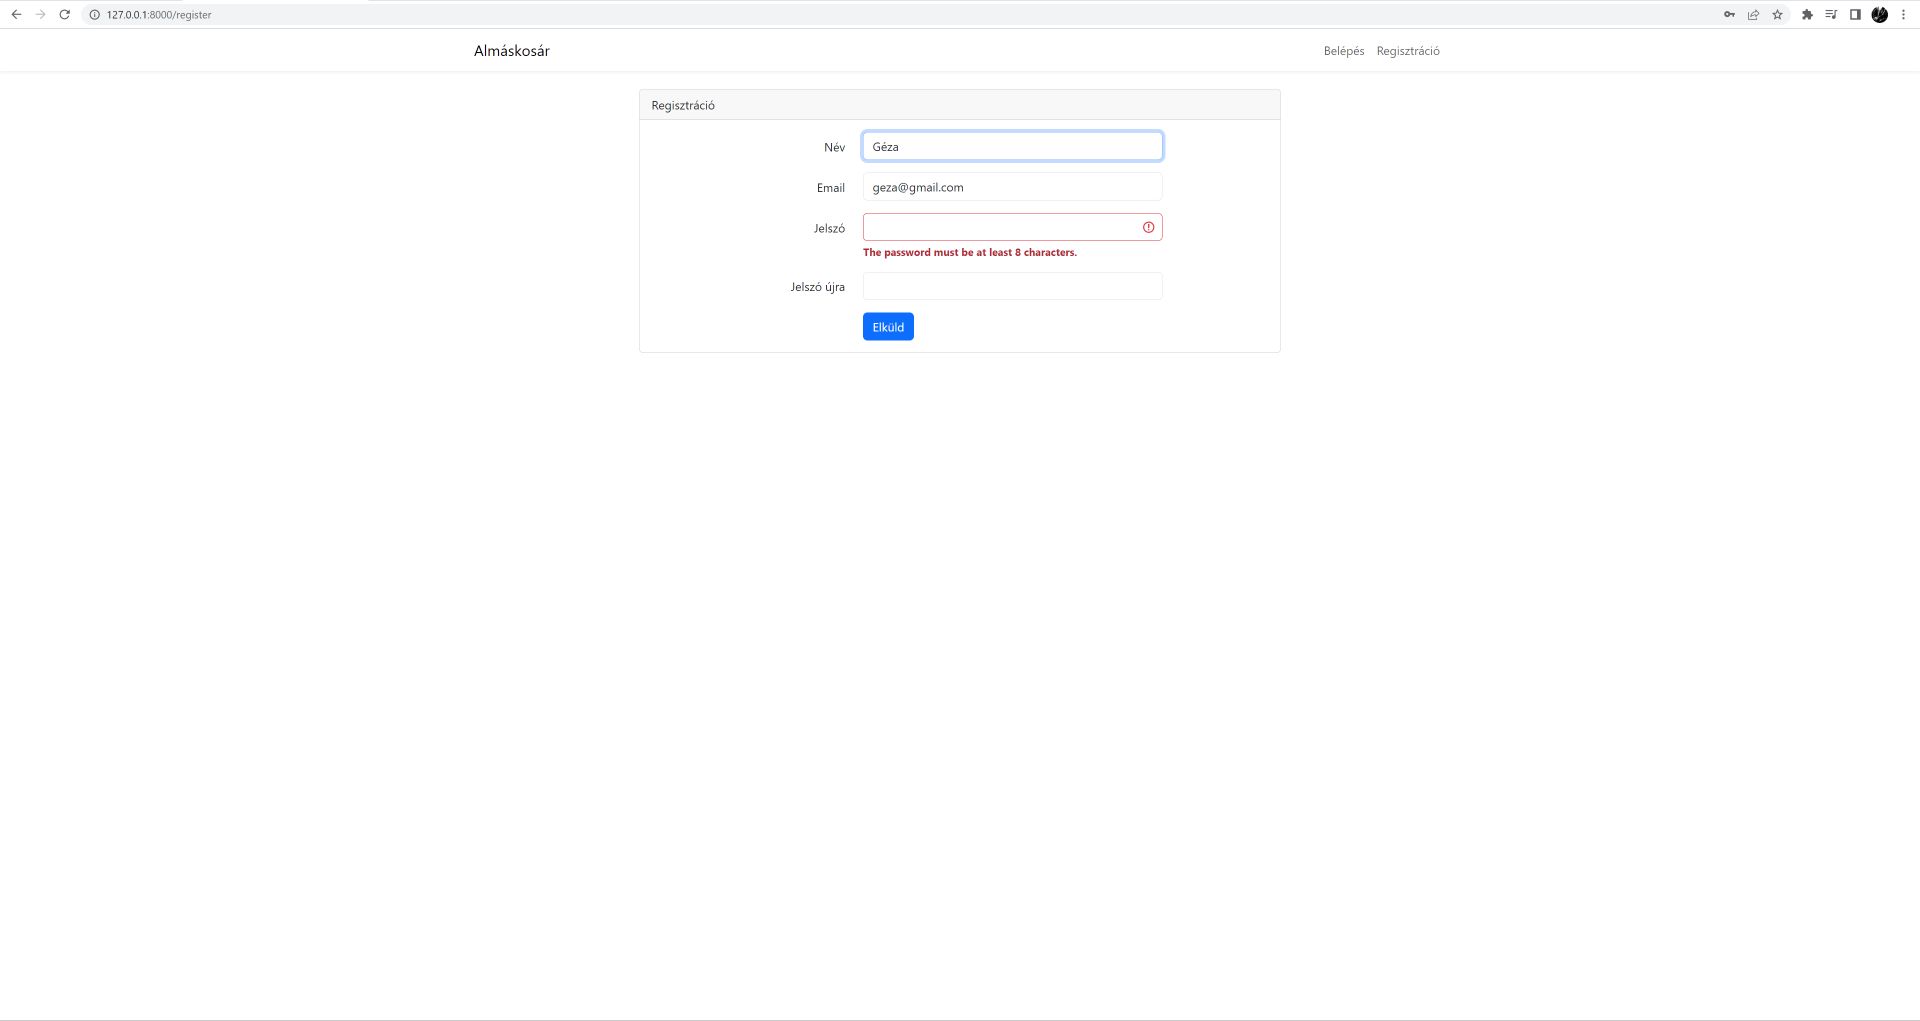 127.0.0.1:8000/register
Almáskosár
Belépés Regisztráció
Regisztráció
Név Géza
Email geza@gmail.com
Jelszó
The password must be at least 8 characters.
Jelszó újra
Elküld